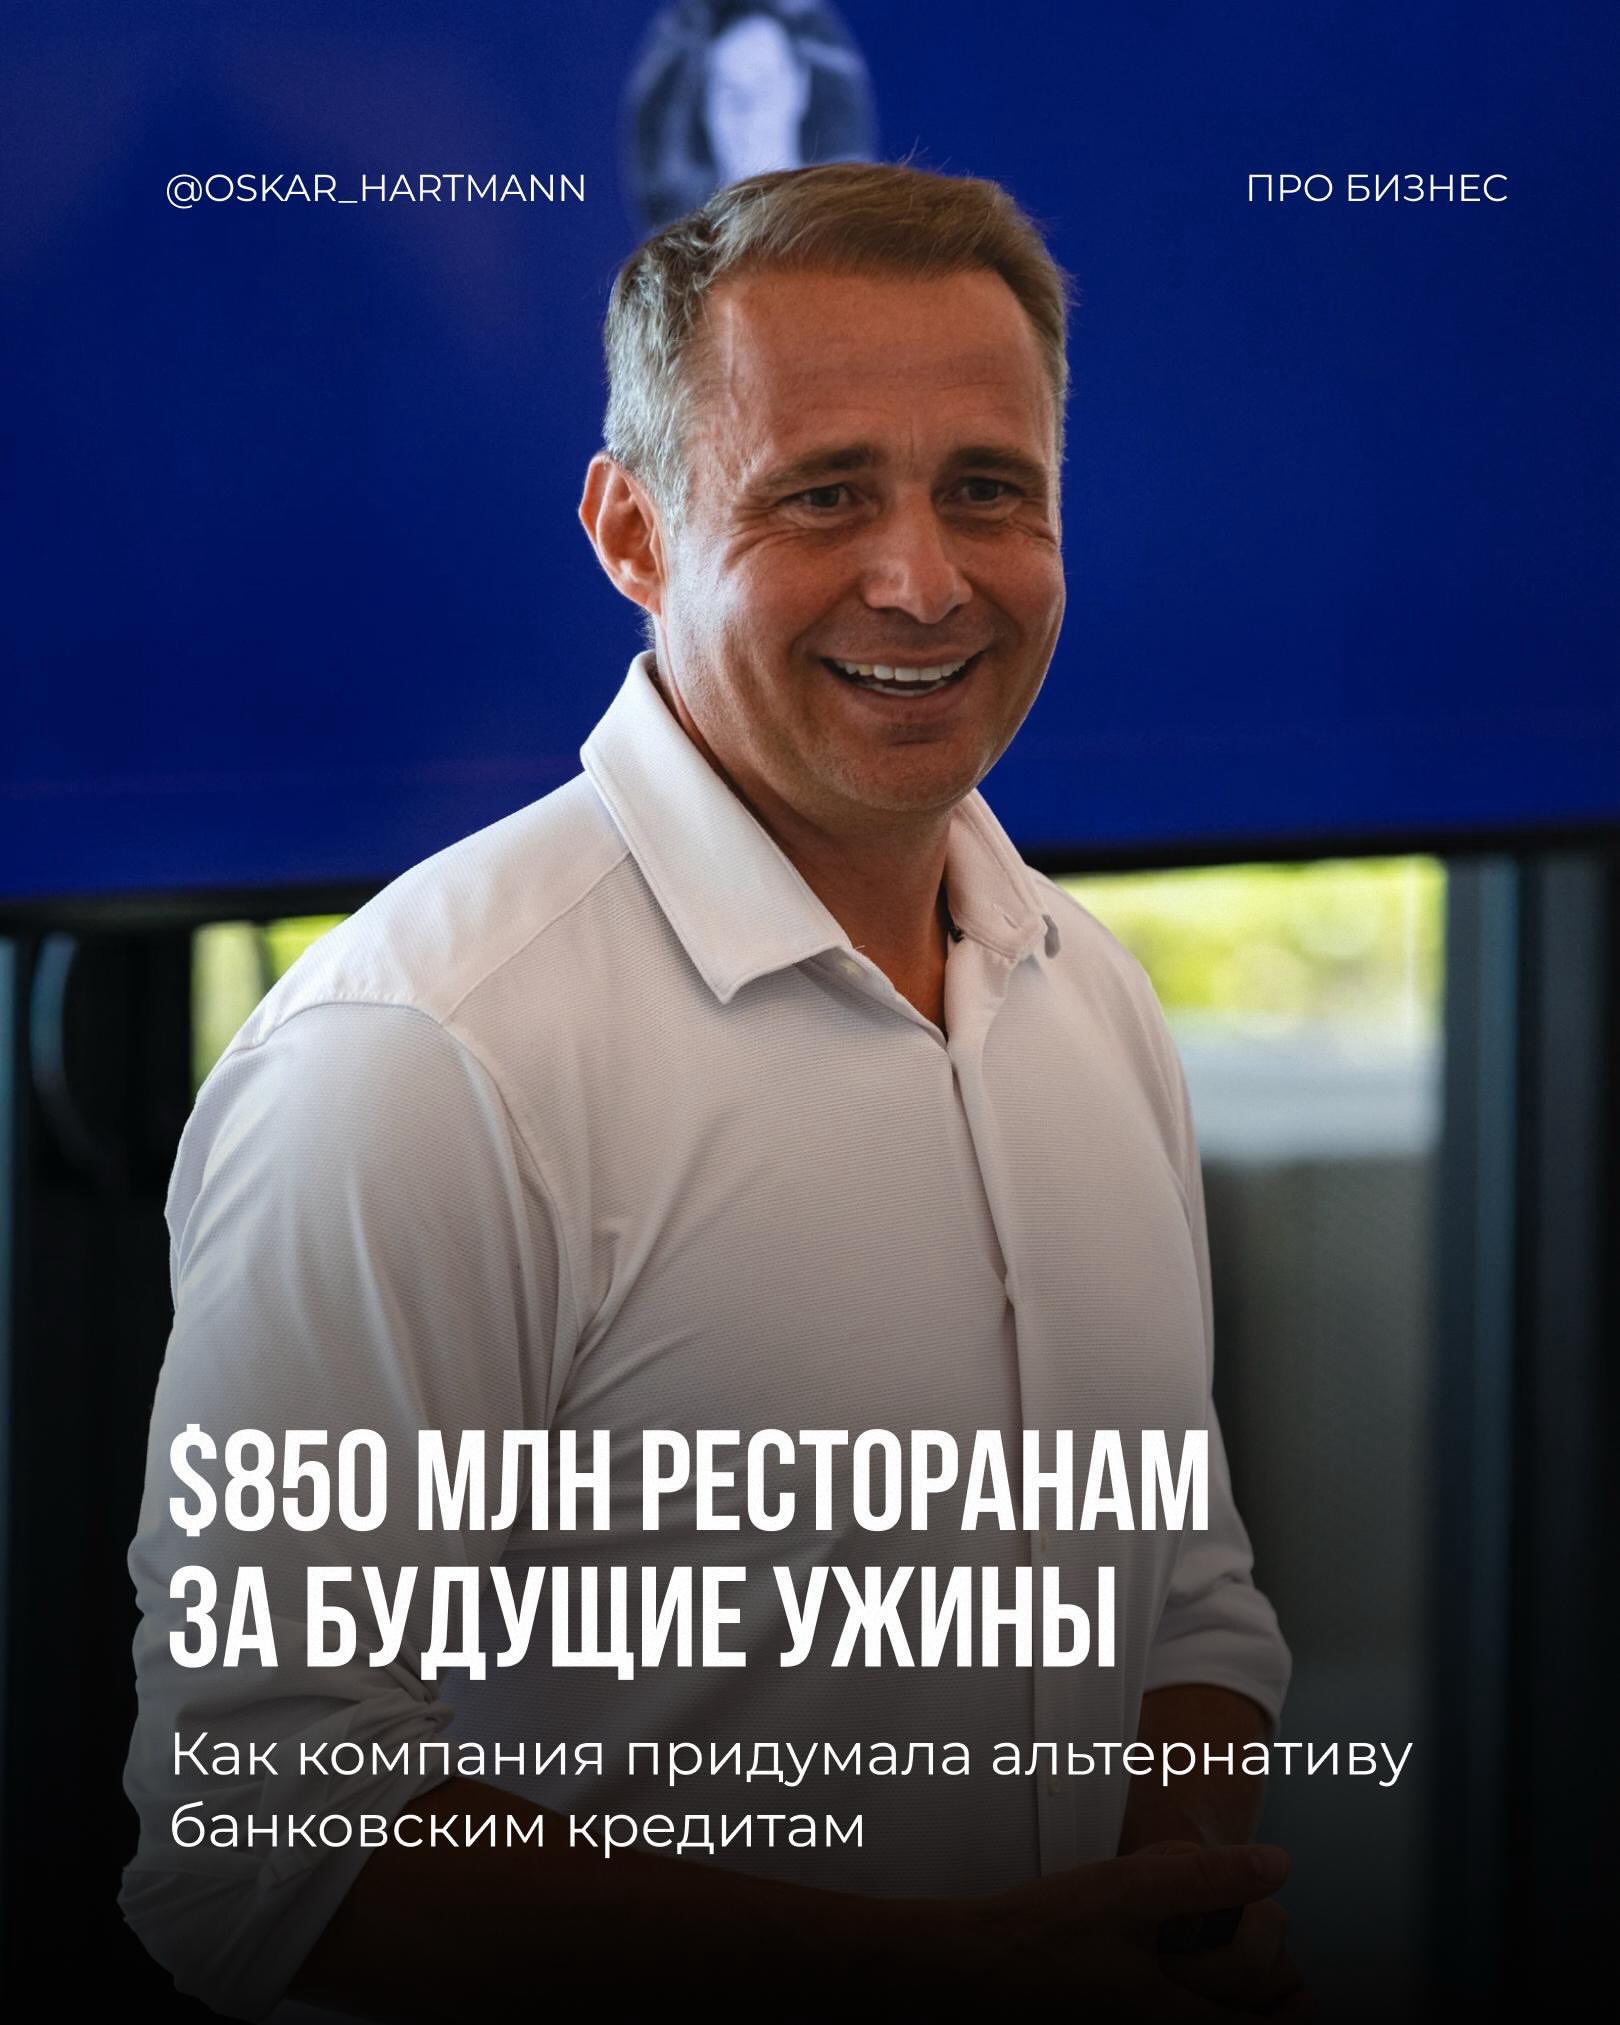 @OSKAR_HARTMANN
ПРО БИЗНЕС
$850 МЛН РЕСТОРАНАМ
ЗА БУДУЩИЕ УЖИНЫ
Как компания придумала альтернативу
банковским кредитам